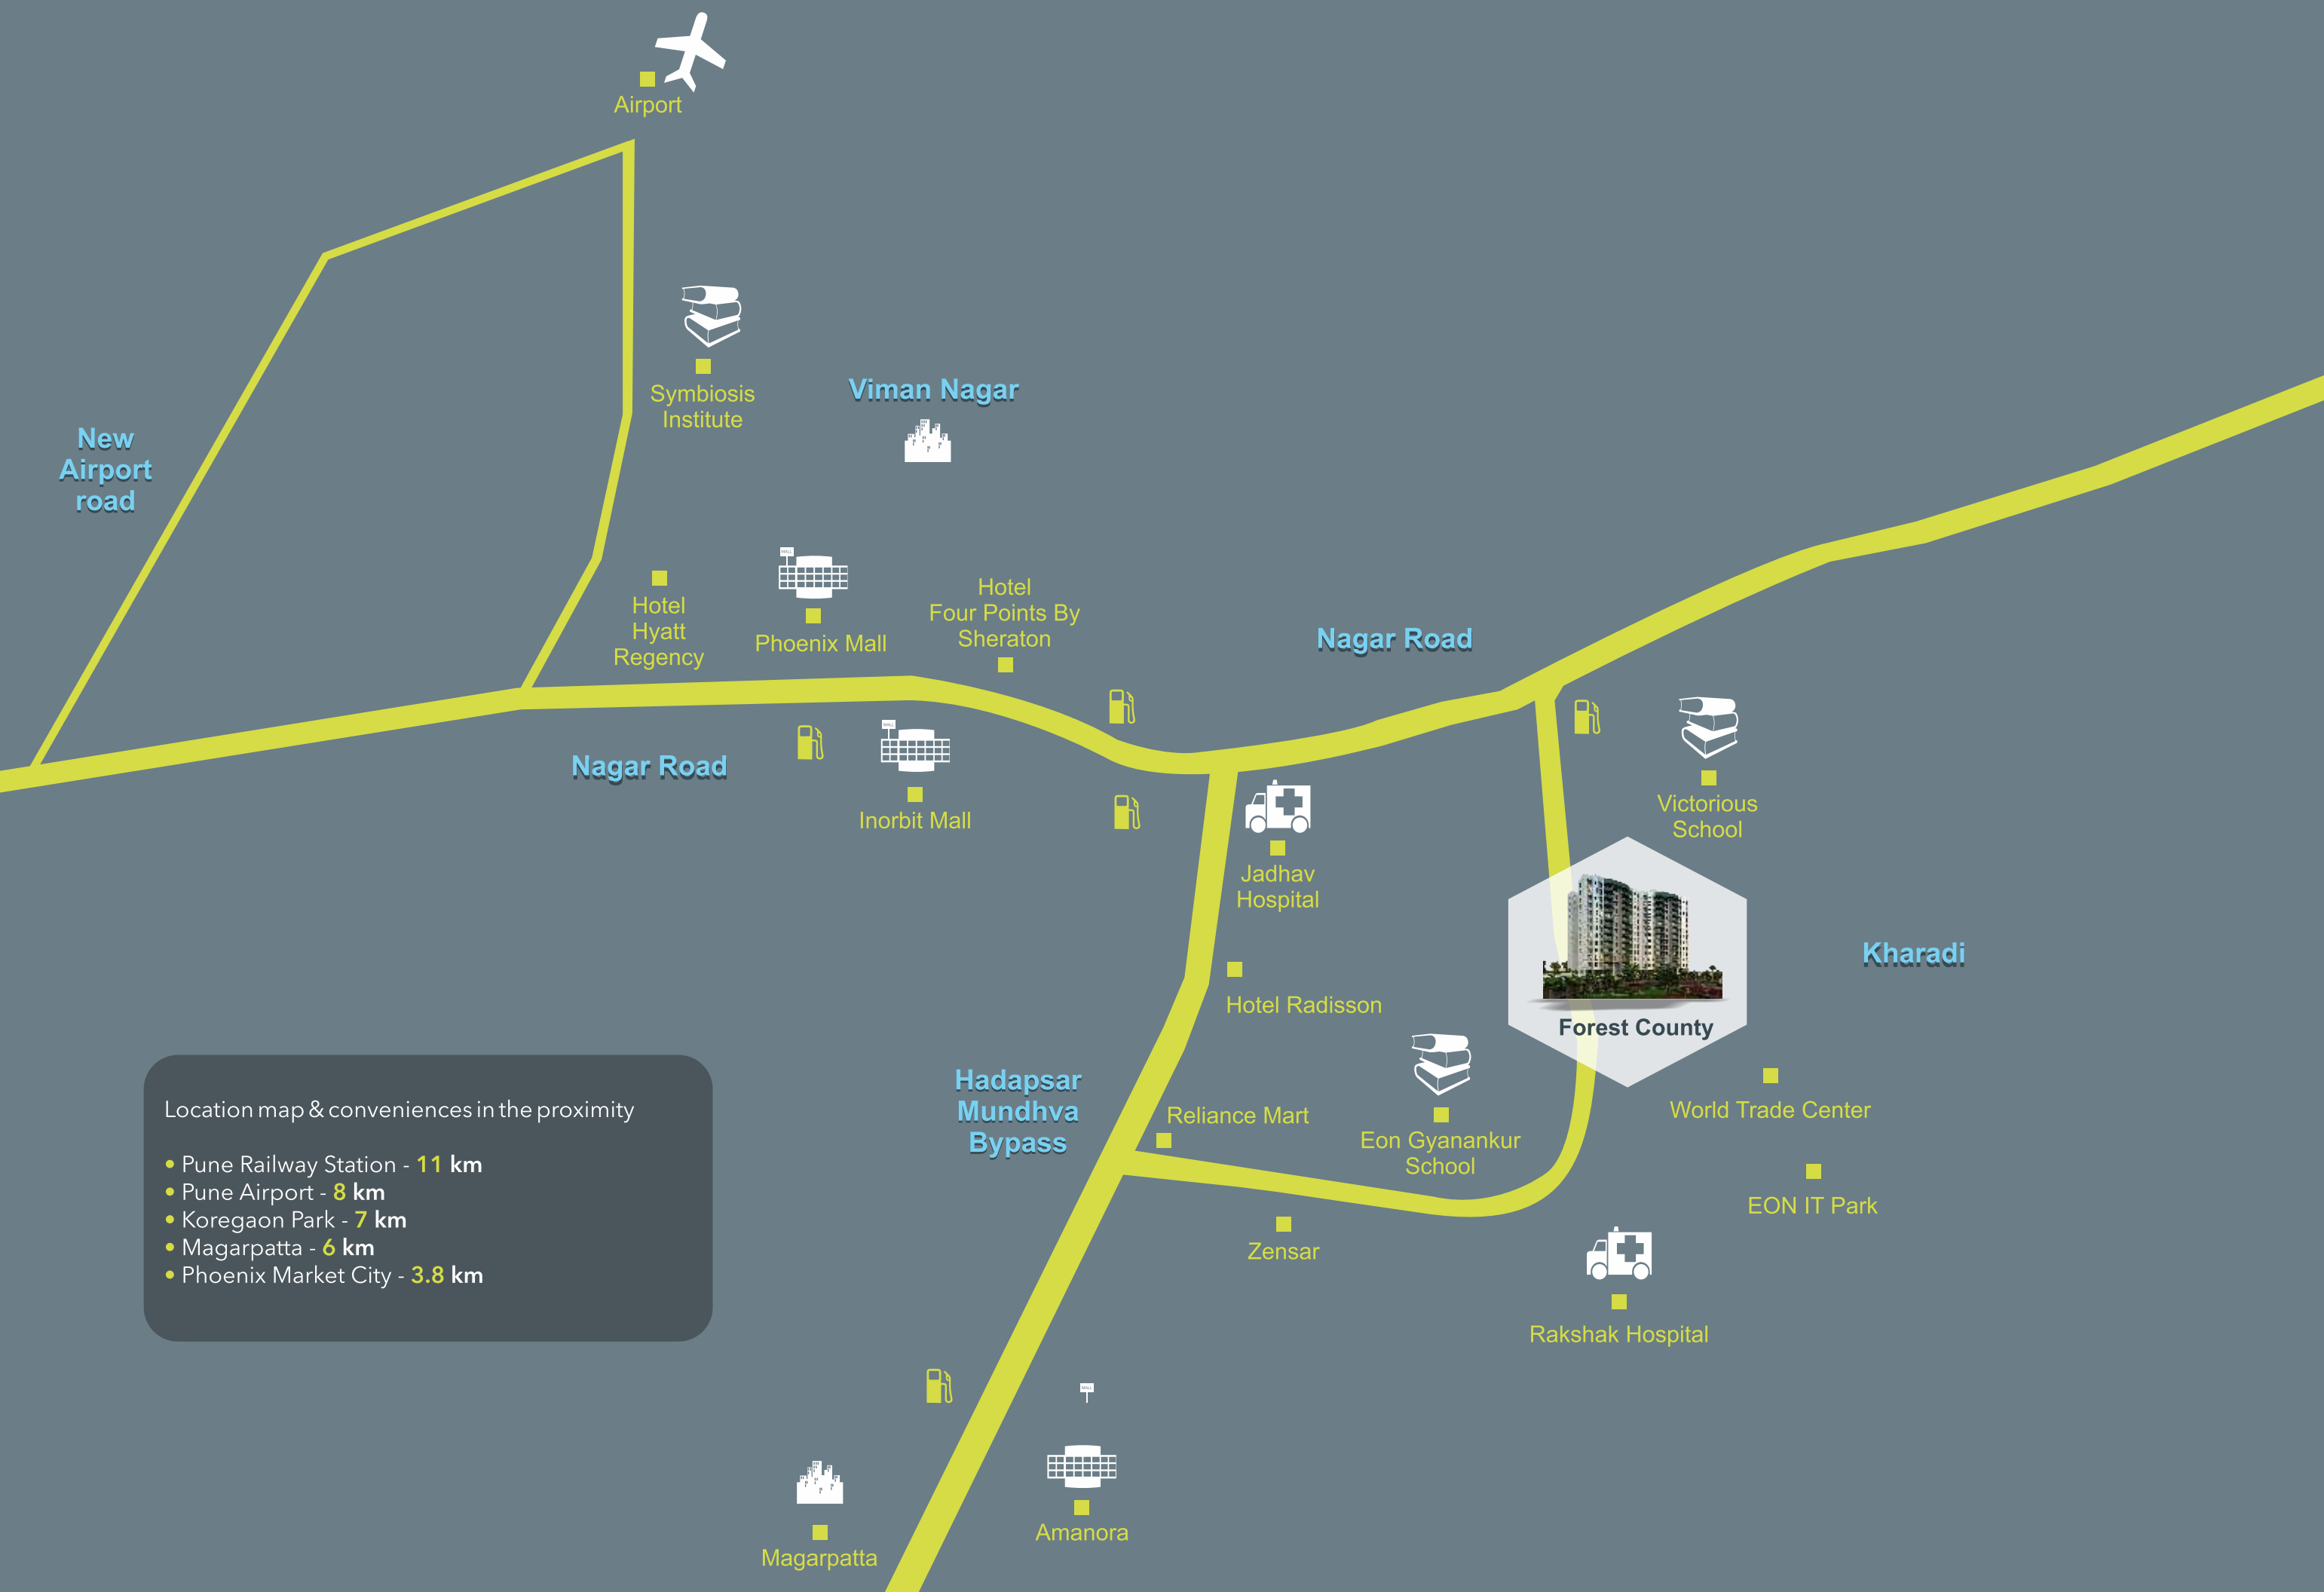 Airport
Symbiosis
Institute
Viman Nagar
New
Airport
road
Hotel
Hyatt
Regency
MALL
Phoenix Mall
Hotel
Four Points By
Sheraton
Nagar Road
Nagar Road
MALL
Inorbit Mall
Victorious
School
Jadhav
Hospital
Kharadi
Hotel Radisson
Forest County
Hadapsar
Mundhva
Bypass
Reliance Mart
Eon Gyanankur
School
World Trade Center
EON IT Park
Zensar
Rakshak Hospital
Location map & conveniences in the proximity
• Pune Railway Station - 11 km
• Pune Airport - 8 km
• Koregaon Park - 7 km
• Magarpatta - 6 km
• Phoenix Market City - 3.8 km
MALL
Amanora
Magarpatta